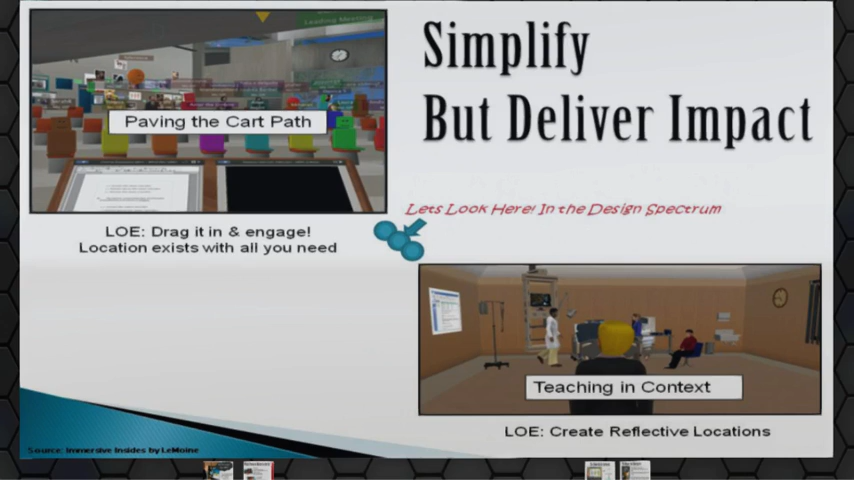 Leading Meeting
Simplify
But Deliver Impact
Paving the Cart Path
Lets Look Here! In the Design Spectrum
LOE: Drag it in & engage!
Location exists with all you need
Teaching in Context
LOE: Create Reflective Locations
Source: Immersive Insides by LeMoine